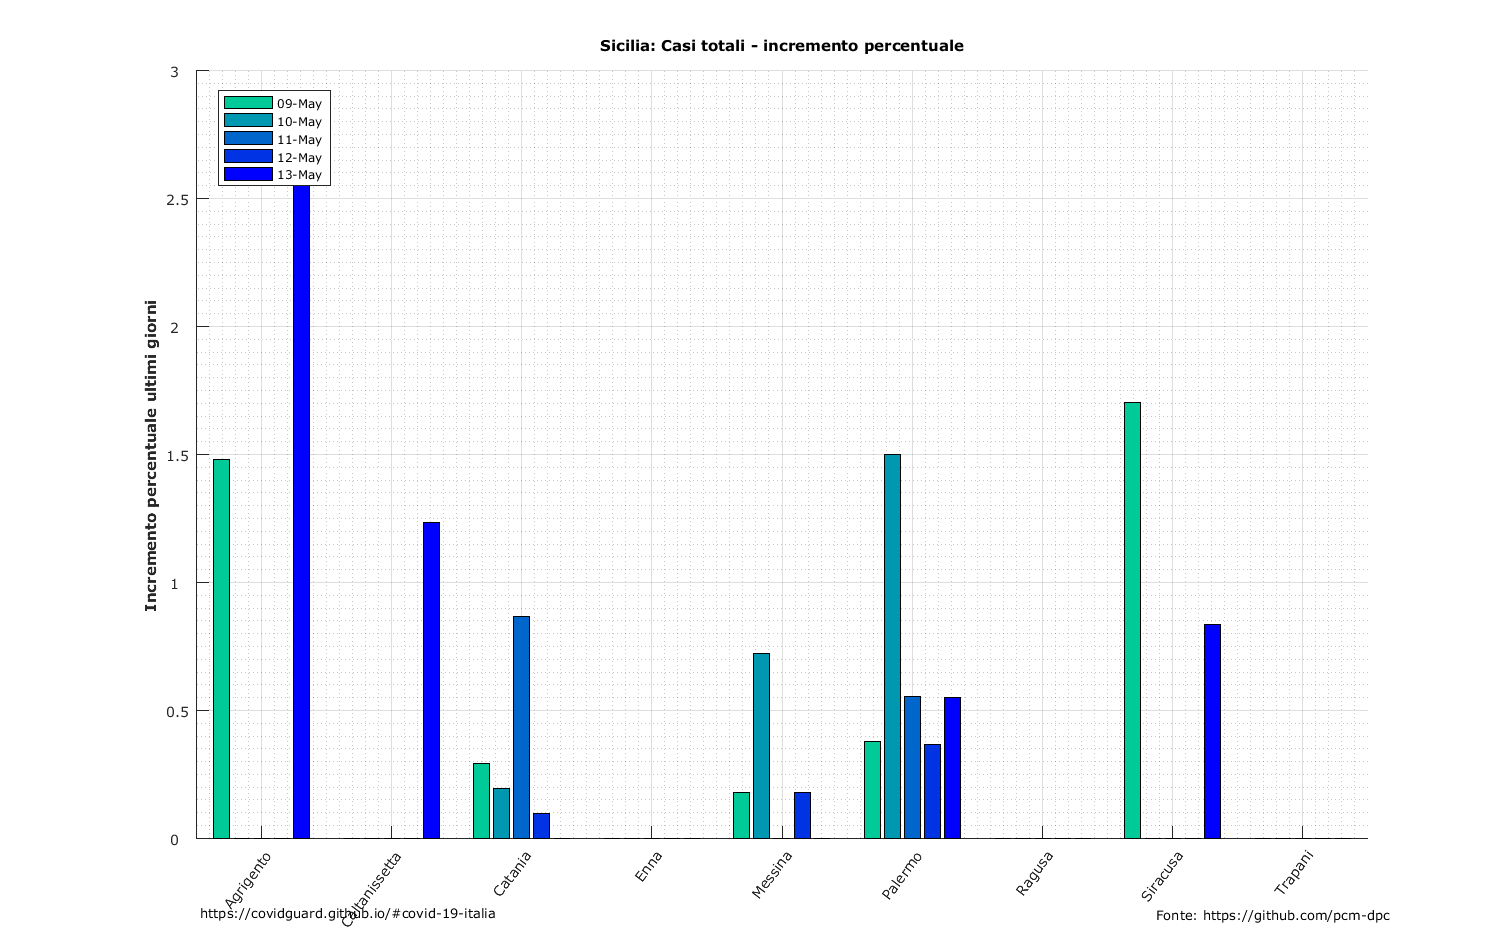 Sicilia: Casi totali - incremento percentuale
3
2.5
2
1.5
1
0.5
0
Incremento percentuale ultimi giorni
09-May
10-May
11-May
12-May
13-May
Agrigento
Caltanissetta
Catania
Enna
Messina
Palermo
Ragusa
Siracusa
Trapani
https://covidguard.github.io/#covid-19-italia
Fonte: https://github.com/pcm-dpc